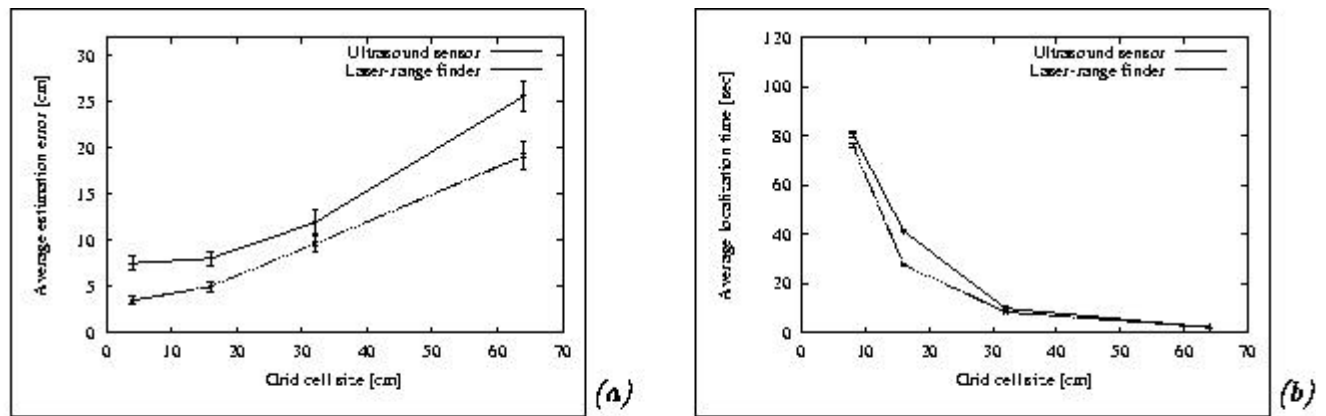 30
25
20
15
10
5
0
Average estimation error [cm]
Ultrasound sensor
Laser-range finder
0 10 20 30 40 50 60 70
Grid cell size [cm]
(a)
120
100
80
60
40
20
0
Average localization time [sec]
Ultrasound sensor
Laser-range finder
0 10 20 30 40 50 60 70
Grid cell size [cm]
(b)